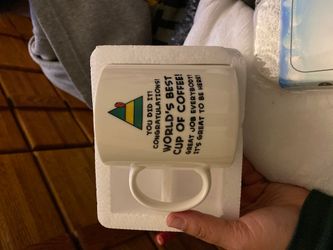 YOU DID IT!
CONGRATULATIONS!
WORLD'S BEST
CUP OF COFFEE!
GREAT JOB EVERYBODY!
IT'S GREAT TO BE HERE!